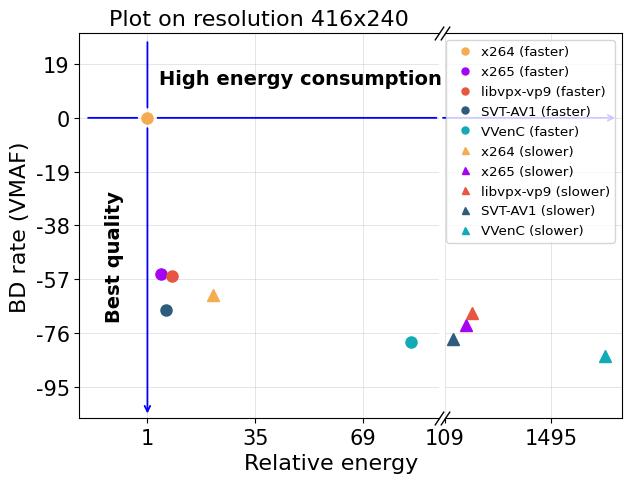 Plot on resolution 416x240
High energy consumption
Best quality
BD rate (VMAF)
19
0
-19
-38
-57
-76
-95
x264 (faster)
x265 (faster)
libvpx-vp9 (faster)
SVT-AV1 (faster)
VVenC (faster)
x264 (slower)
x265 (slower)
libvpx-vp9 (slower)
SVT-AV1 (slower)
VVenC (slower)
1 35 69 109 1495
Relative energy